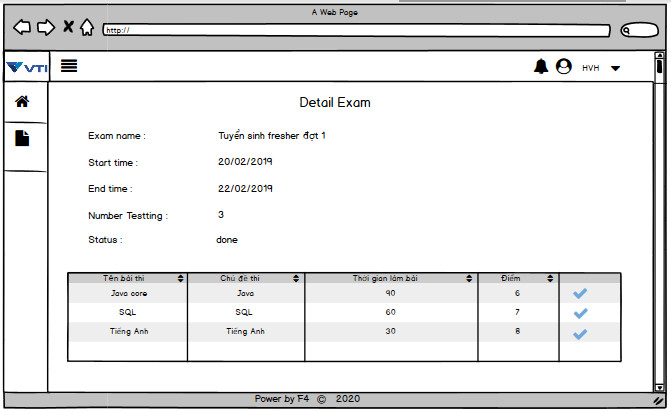 A Web Page
http://
VTI
HVH
Detail Exam
Exam name : Tuyển sinh fresher đợt 1
Start time : 20/02/2019
End time : 22/02/2019
Number Testting : 3
Status : done
Tên bài thi Chủ đề thi Thời gian làm bài Điểm
Java core Java 90 6
SQL SQL 60 7
Tiếng Anh Tiếng Anh 30 8
Power by F4 © 2020